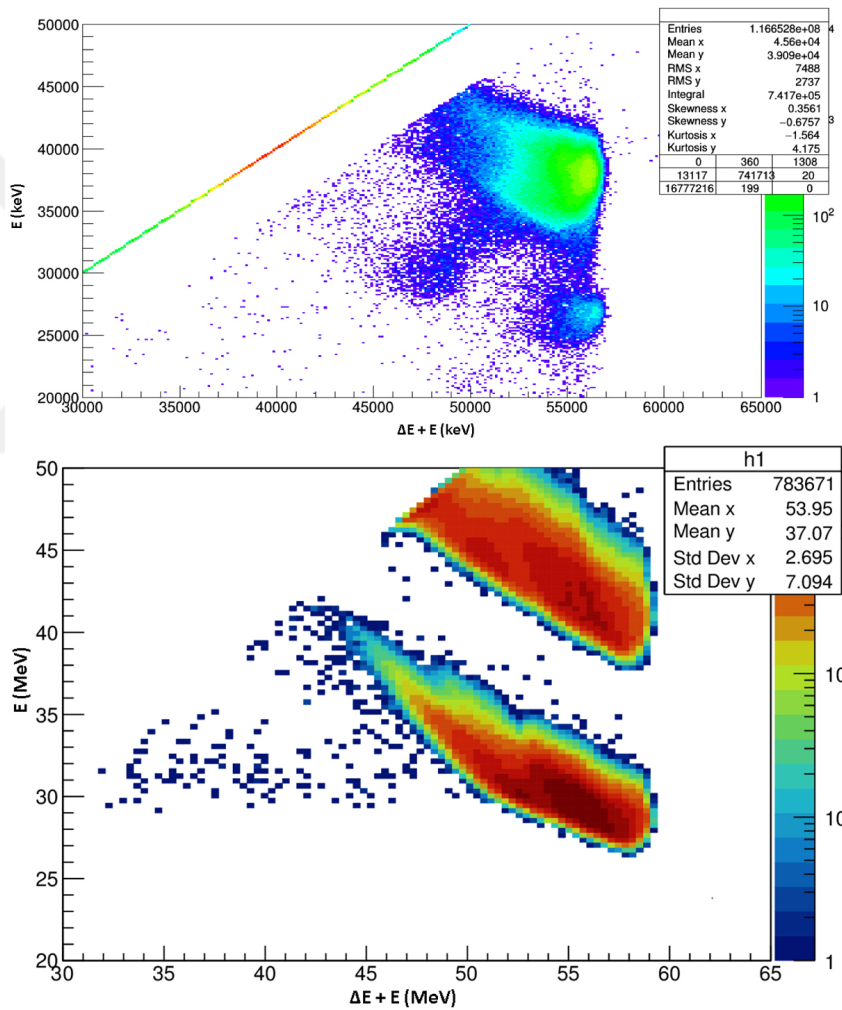 50000
45000
40000
35000
30000
25000
20000
E (keV)
30000 35000 40000 45000 50000 55000 60000 65000
ΔE + E (keV)
Entries 1.166528e+08
Mean x 4.56e+04
Mean y 3.909e+04
RMS x 7488
RMS y 2737
Integral 7.417e+05
Skewness x 0.3561
Skewness y −0.6757
Kurtosis x −1.564
Kurtosis y 4.175
0 360 1308
13117 741713 20
16777216 199 0
4
3
10²
10
1
50
45
40
35
30
25
20
E (MeV)
30 35 40 45 50 55 60 65
ΔE + E (MeV)
h1
Entries 783671
Mean x 53.95
Mean y 37.07
Std Dev x 2.695
Std Dev y 7.094
10
10
1